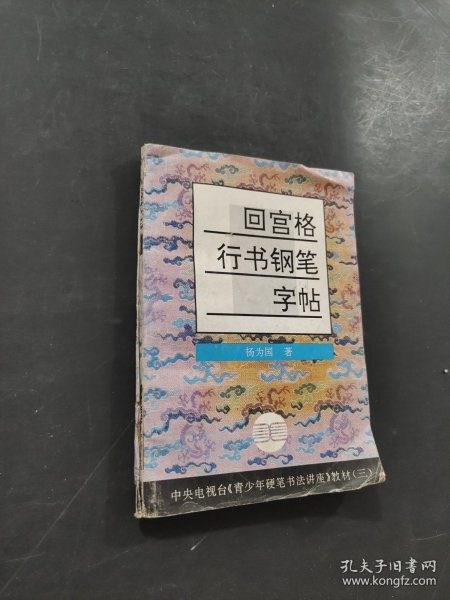 回宫格
行书钢笔
字帖
杨为国 著
中央电视台《青少年硬笔书法讲座》教材(三)
孔夫子旧书网
www.kongfz.com